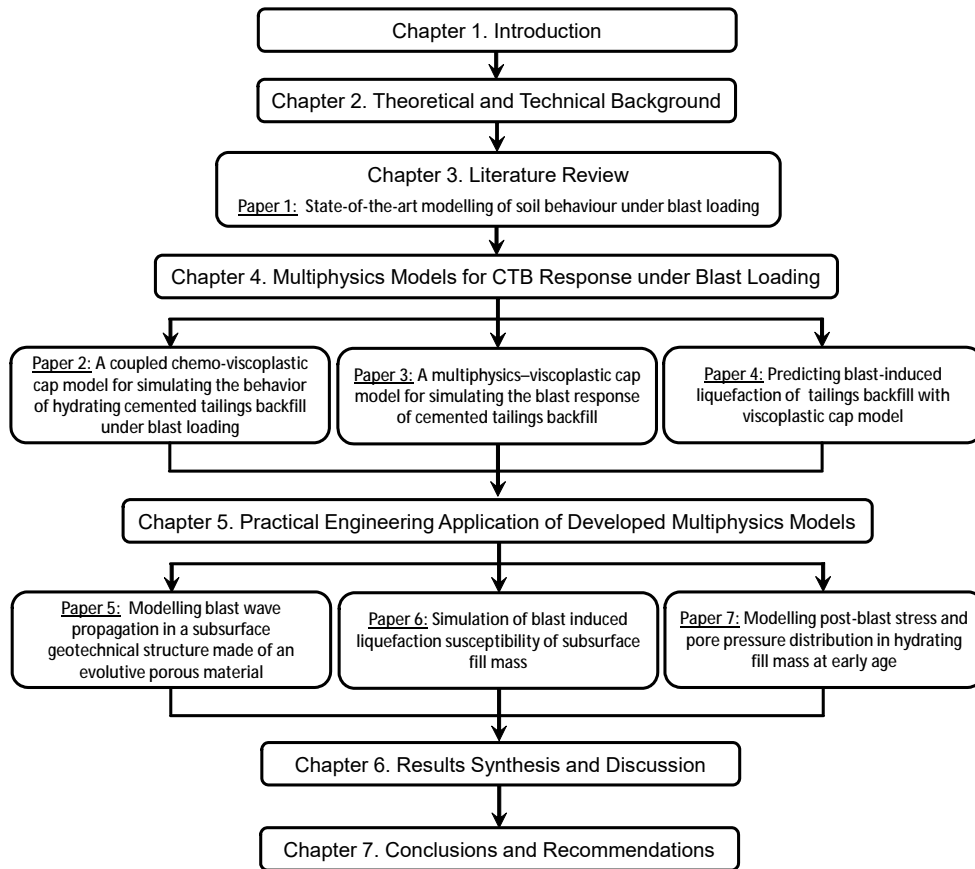 Chapter 1. Introduction
Chapter 2. Theoretical and Technical Background
Chapter 3. Literature Review
Paper 1: State-of-the-art modelling of soil behaviour under blast loading
Chapter 4. Multiphysics Models for CTB Response under Blast Loading
Paper 2: A coupled chemo-viscoplastic
cap model for simulating the behavior
of hydrating cemented tailings backfill
under blast loading
Paper 3: A multiphysics–viscoplastic cap
model for simulating the blast response
of cemented tailings backfill
Paper 4: Predicting blast-induced
liquefaction of tailings backfill with
viscoplastic cap model
Chapter 5. Practical Engineering Application of Developed Multiphysics Models
Paper 5: Modelling blast wave
propagation in a subsurface
geotechnical structure made of an
evolutive porous material
Paper 6: Simulation of blast induced
liquefaction susceptibility of subsurface
fill mass
Paper 7: Modelling post-blast stress and
pore pressure distribution in hydrating
fill mass at early age
Chapter 6. Results Synthesis and Discussion
Chapter 7. Conclusions and Recommendations